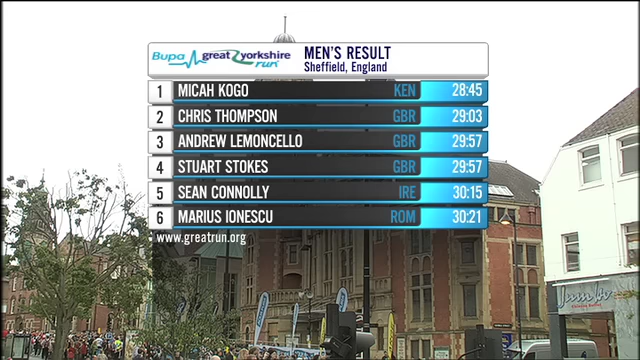 Bupa great yorkshire run
MEN'S RESULT
Sheffield, England
1 MICAH KOGO KEN 28:45
2 CHRIS THOMPSON GBR 29:03
3 ANDREW LEMONCELLO GBR 29:57
4 STUART STOKES GBR 29:57
5 SEAN CONNOLLY IRE 30:15
6 MARIUS IONESCU ROM 30:21
www.greatrun.org